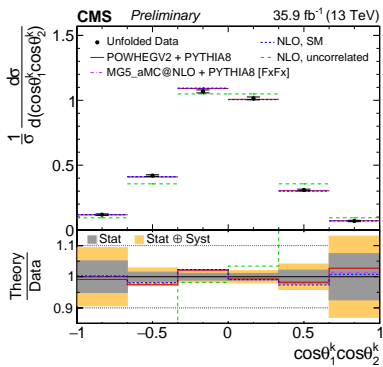 CMS Preliminary 35.9 fb⁻¹ (13 TeV)
Unfolded Data
NLO, SM
POWHEGV2 + PYTHIA8
NLO, uncorrelated
MG5_aMC@NLO + PYTHIA8 [FxFx]
1/σ dσ/d(cosθ₁ᵏcosθ₂ᵏ)
1.5
1
0.5
0
Stat
Stat ⊕ Syst
Theory/Data
1.1
1
0.9
−1 −0.5 0 0.5 1
cosθ₁ᵏcosθ₂ᵏ